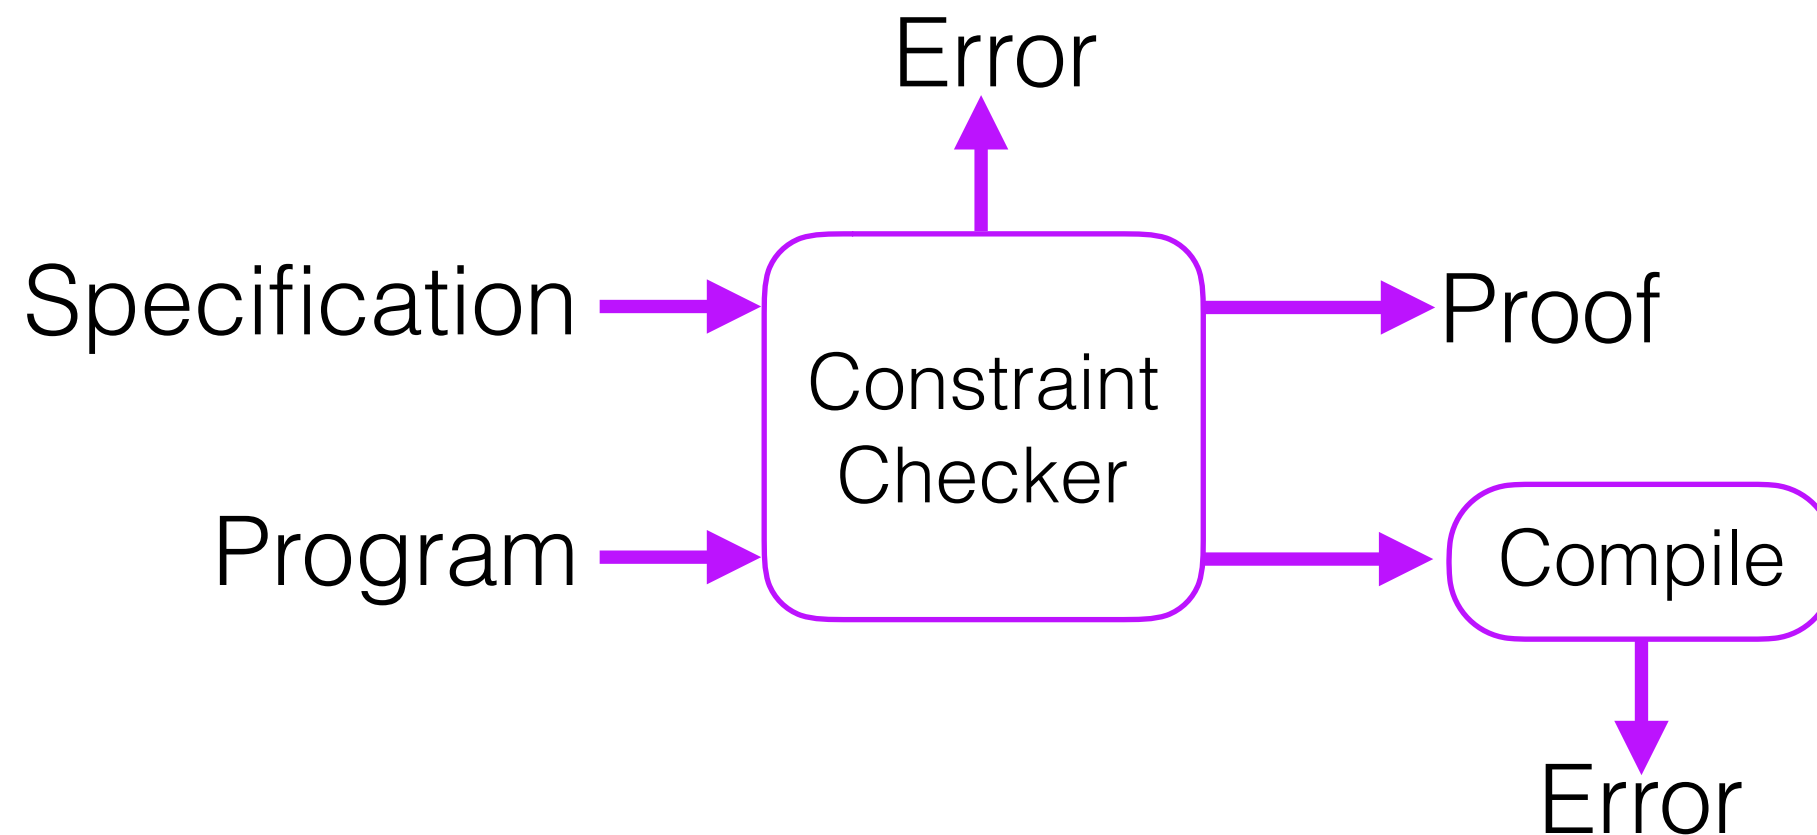 Error
Specification
Proof
Constraint
Checker
Program
Compile
Error